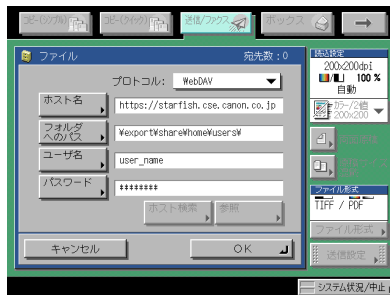 コピー(シンプル)
コピー(クイック)
送信/ファクス
ボックス
ファイル
宛先数:0
プロトコル: WebDAV
ホスト名
https://starfish.cse.canon.co.jp
フォルダへのパス
¥export¥share¥home¥users¥
ユーザ名
user_name
パスワード
********
ホスト検索
参照
キャンセル
OK
読込設定
200×200dpi
100 %
自動
カラー/2値
200×200
ファイル形式
TIFF / PDF
ファイル形式
送信設定
システム状況/中止